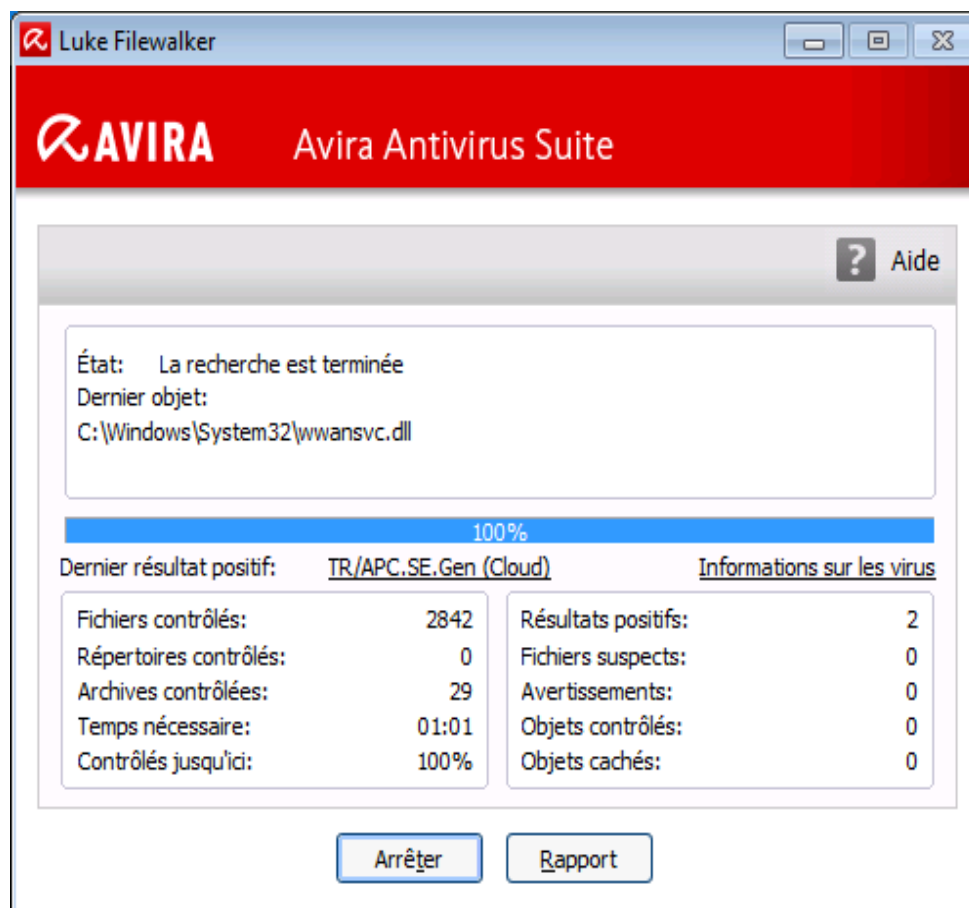 Luke Filewalker
AVIRA Avira Antivirus Suite
? Aide
État: La recherche est terminée
Dernier objet:
C:\Windows\System32\wwansvc.dll
100%
Dernier résultat positif: TR/APC.SE.Gen (Cloud) Informations sur les virus
Fichiers contrôlés: 2842
Répertoires contrôlés: 0
Archives contrôlées: 29
Temps nécessaire: 01:01
Contrôlés jusqu'ici: 100%
Résultats positifs: 2
Fichiers suspects: 0
Avertissements: 0
Objets contrôlés: 0
Objets cachés: 0
Arrêter Rapport